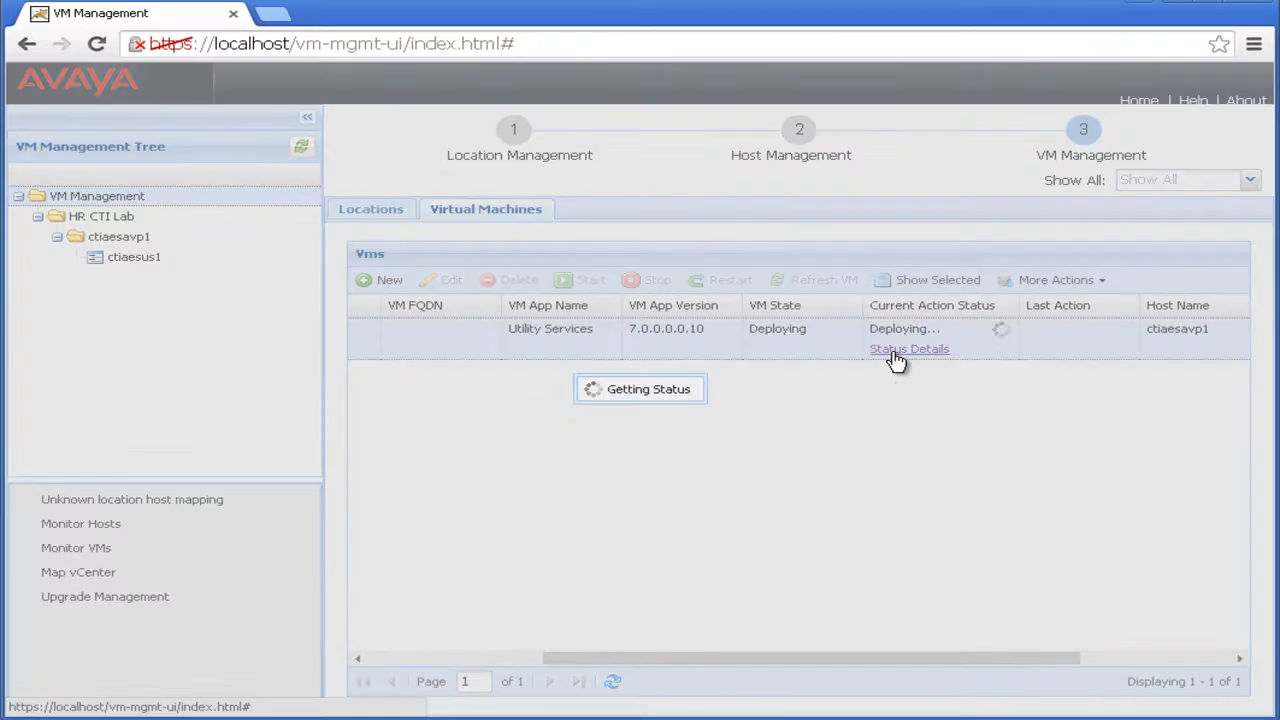 VM Management
https://localhost/vm-mgmt-ui/index.html#
AVAYA
Home | Help | About
VM Management Tree
VM Management
HR CTI Lab
ctiaesavp1
ctiaesus1
Unknown location host mapping
Monitor Hosts
Monitor VMs
Map vCenter
Upgrade Management
1 2 3
Location Management Host Management VM Management
Show All: Show All
Locations Virtual Machines
Vms
New Edit Delete Start Stop Restart Refresh VM Show Selected More Actions
VM FQDN VM App Name VM App Version VM State Current Action Status Last Action Host Name
Utility Services 7.0.0.0.0.10 Deploying Deploying... ctiaesavp1
Status Details
Getting Status
Page 1 of 1 Displaying 1 - 1 of 1
https://localhost/vm-mgmt-ui/index.html#